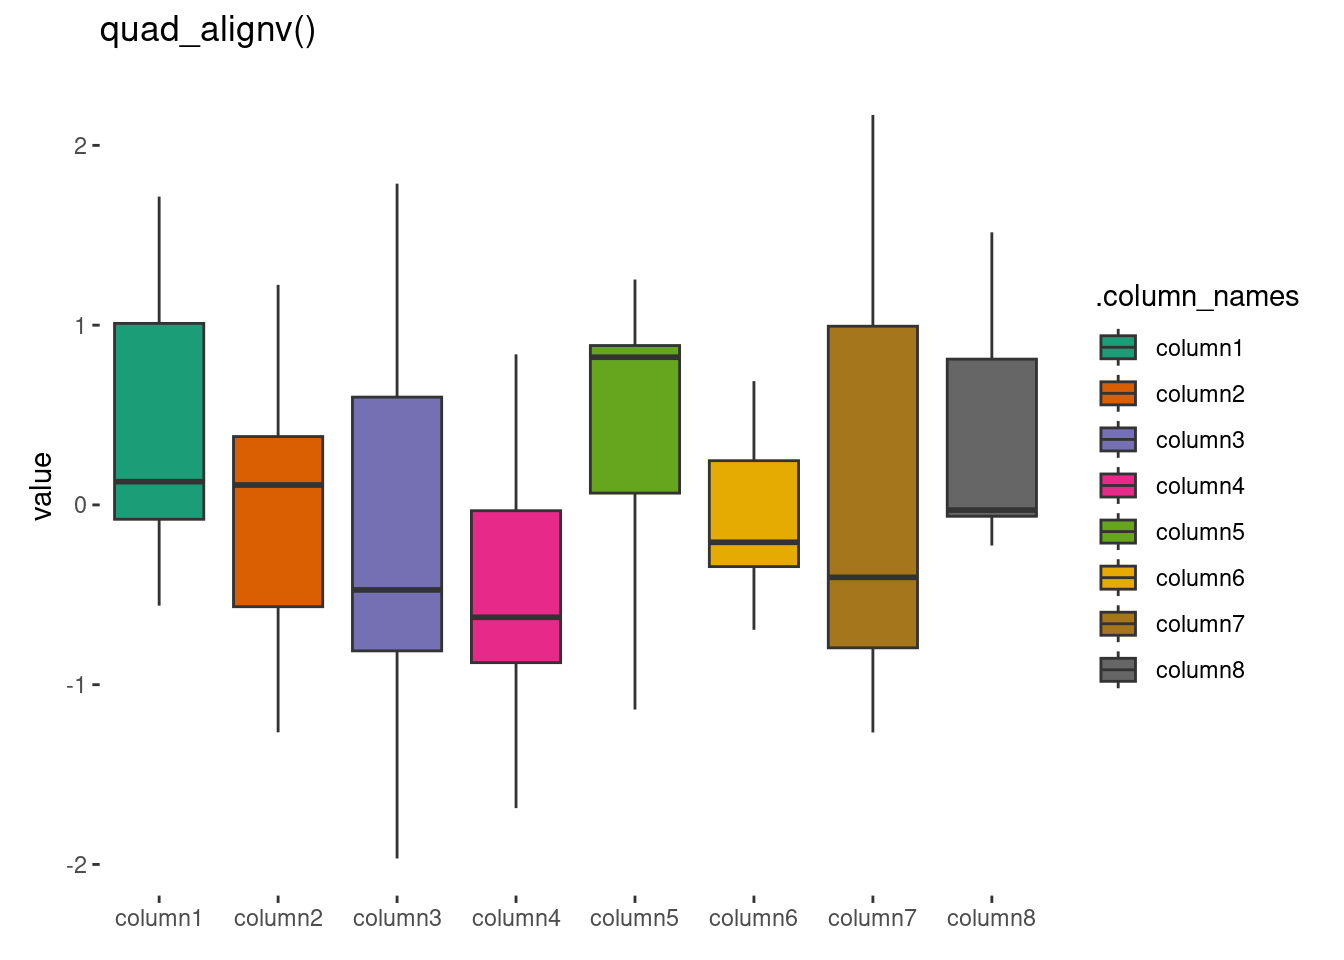 quad_alignv()
value
2
1
0
-1
-2
column1 column2 column3 column4 column5 column6 column7 column8
.column_names
column1
column2
column3
column4
column5
column6
column7
column8